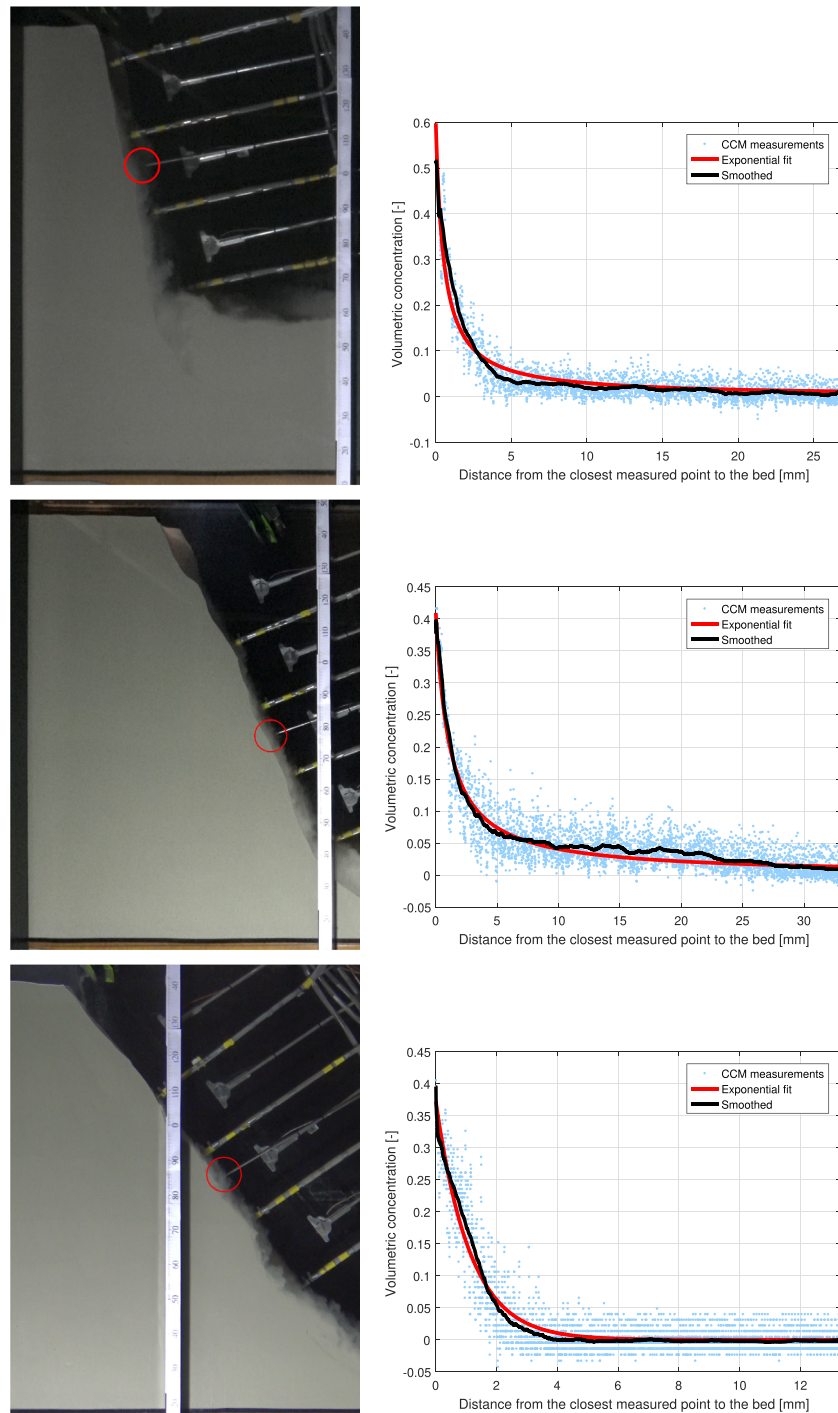 0.6
0.5
0.4
0.3
0.2
0.1
0
-0.1
0 5 10 15 20 25
Volumetric concentration [-]
Distance from the closest measured point to the bed [mm]
CCM measurements
Exponential fit
Smoothed
0.45
0.4
0.35
0.3
0.25
0.2
0.15
0.1
0.05
0
-0.05
0 5 10 15 20 25 30
Volumetric concentration [-]
Distance from the closest measured point to the bed [mm]
CCM measurements
Exponential fit
Smoothed
0.45
0.4
0.35
0.3
0.25
0.2
0.15
0.1
0.05
0
-0.05
0 2 4 6 8 10 12
Volumetric concentration [-]
Distance from the closest measured point to the bed [mm]
CCM measurements
Exponential fit
Smoothed